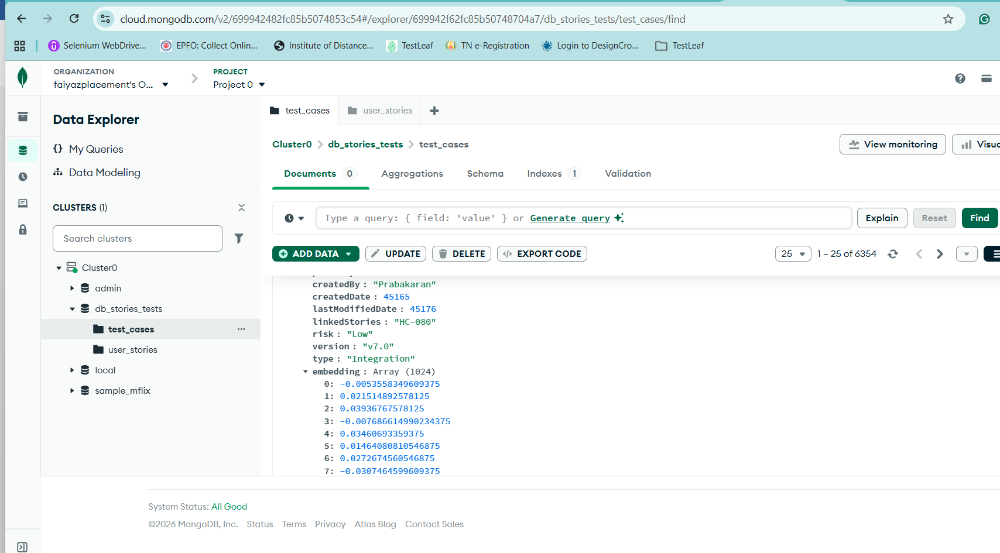 cloud.mongodb.com/v2/699942482fc85b5074853c54#/explorer/699942f62fc85b50748704a7/db_stories_tests/test_cases/find
Selenium WebDrive... EPFO: Collect Onlin... Institute of Distance... TestLeaf TN e-Registration Login to DesignCro... TestLeaf
ORGANIZATION
faiyazplacement's O...
PROJECT
Project 0
Data Explorer
My Queries
Data Modeling
CLUSTERS (1)
Search clusters
Cluster0
admin
db_stories_tests
test_cases
user_stories
local
sample_mflix
test_cases user_stories
Cluster0 db_stories_tests test_cases
View monitoring
Documents 0 Aggregations Schema Indexes 1 Validation
Type a query: { field: 'value' } or Generate query
Explain Reset Find
ADD DATA UPDATE DELETE EXPORT CODE
25 1 – 25 of 6354
createdBy : "Prabakaran"
createdDate : 45165
lastModifiedDate : 45176
linkedStories : "HC-080"
risk : "Low"
version : "v7.0"
type : "Integration"
embedding : Array (1024)
0: -0.0053558349609375
1: 0.021514892578125
2: 0.03936767578125
3: -0.007686614990234375
4: 0.03460693359375
5: 0.01464080810546875
6: 0.0272674560546875
7: -0.0307464599609375
System Status: All Good
©2026 MongoDB, Inc. Status Terms Privacy Atlas Blog Contact Sales